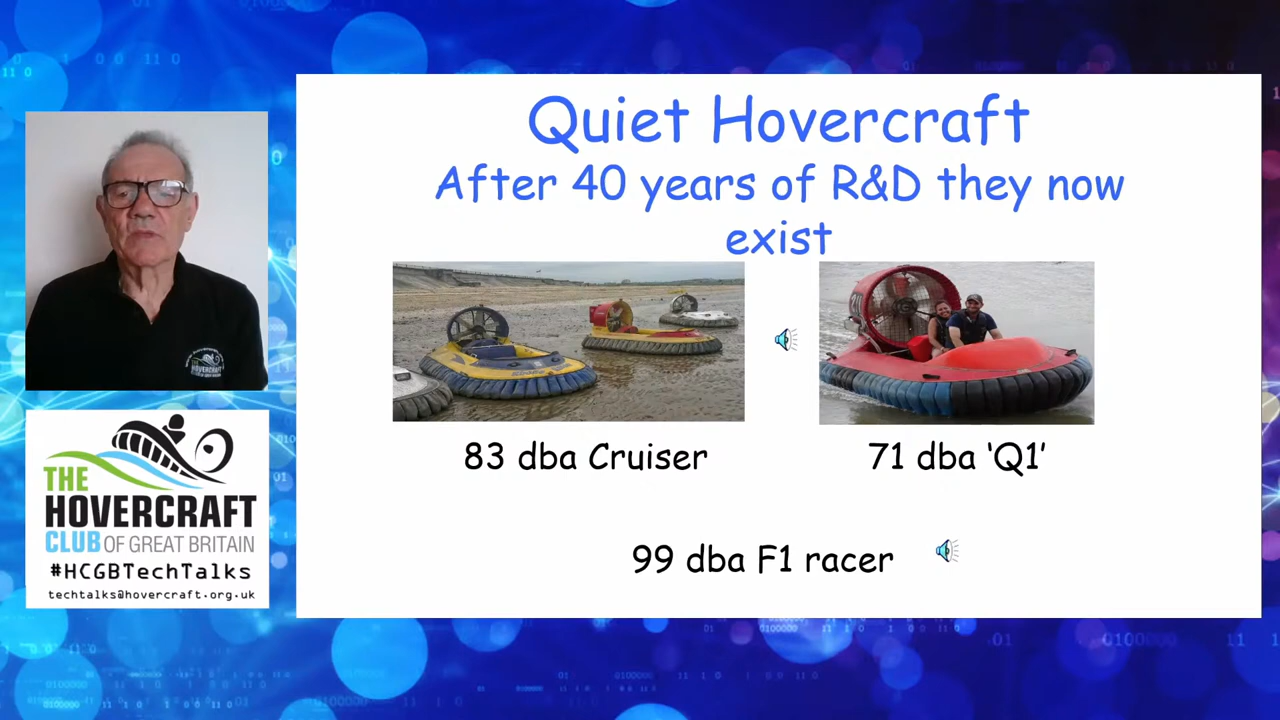 Quiet Hovercraft
After 40 years of R&D they now
exist
83 dba Cruiser
71 dba ‘Q1’
99 dba F1 racer
THE
HOVERCRAFT
CLUB OF GREAT BRITAIN
#HCGBTechTalks
techtalks@hovercraft.org.uk